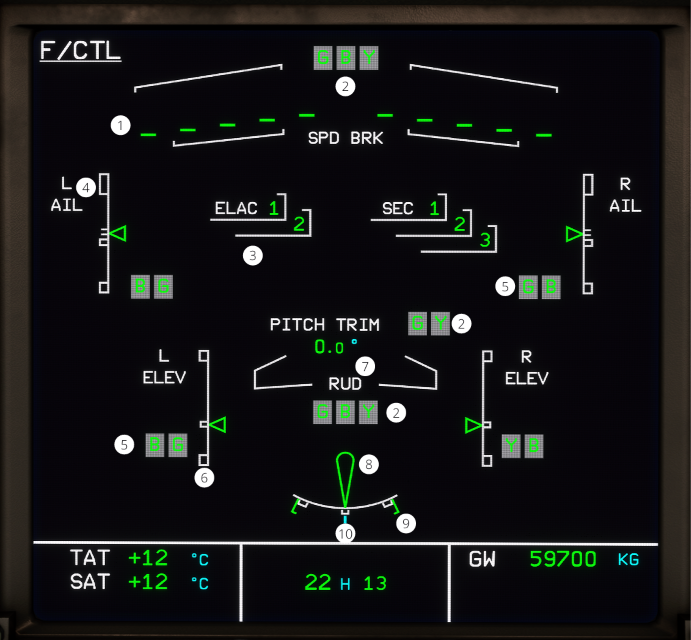 F/CTL
G B Y
2
1
SPD BRK
L
4
AIL
ELAC 1
2
3
SEC 1
2
3
R
AIL
B G
5
G B
PITCH TRIM
G Y
2
0.0 °
7
L
ELEV
RUD
R
ELEV
G B Y
2
5
B G
Y B
6
8
9
10
TAT +12 °C
SAT +12 °C
22 H 13
GW 59700 KG